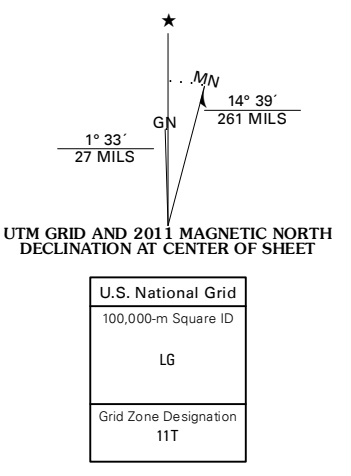 ★
MN
GN
14° 39´
261 MILS
1° 33´
27 MILS
UTM GRID AND 2011 MAGNETIC NORTH
DECLINATION AT CENTER OF SHEET
U.S. National Grid
100,000-m Square ID
LG
Grid Zone Designation
11T